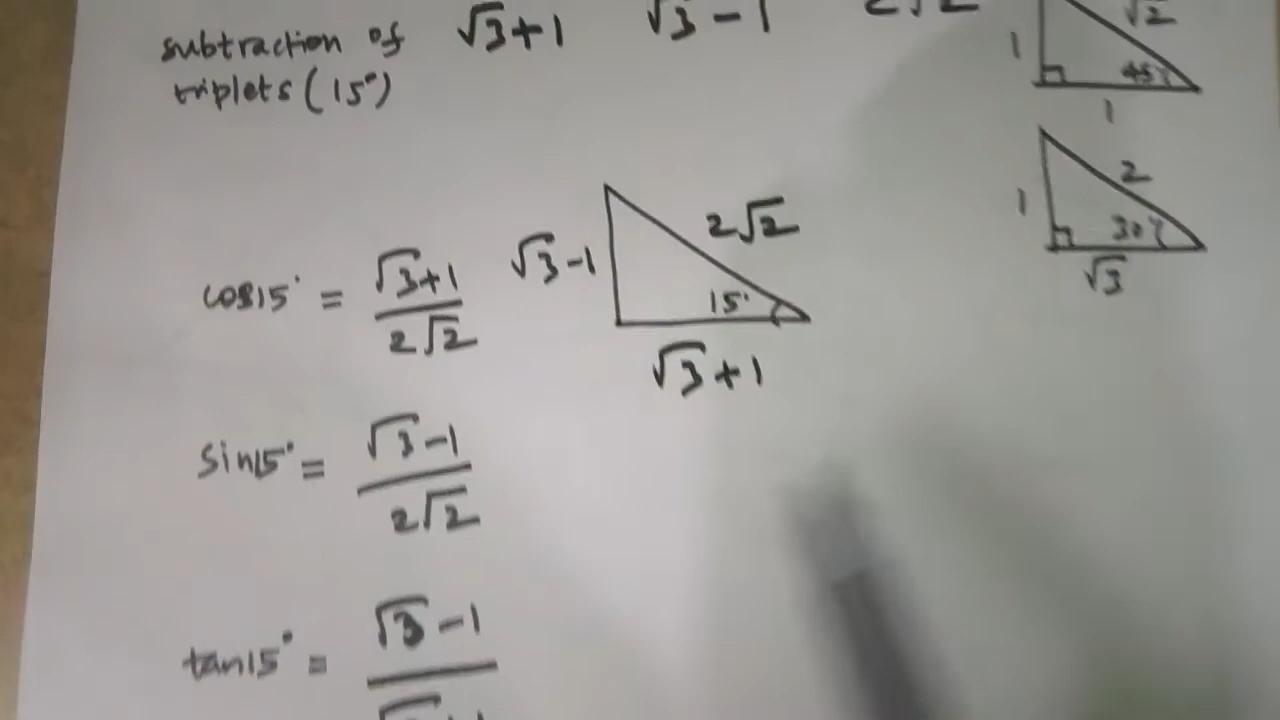 subtraction of √3+1 √3-1 2√2
triplets (15°)
√2
1
45°
1
2
1
30°
√3
cos15° = √3+1 / 2√2
√3-1
2√2
15°
√3+1
sin15° = √3-1 / 2√2
tan15° = √3-1